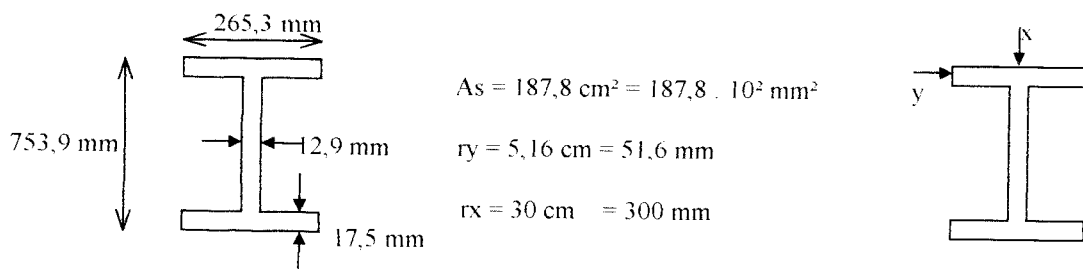 265,3 mm
x
As = 187,8 cm² = 187,8 . 10² mm²
y
753,9 mm
12,9 mm
ry = 5,16 cm = 51,6 mm
rx = 30 cm = 300 mm
17,5 mm